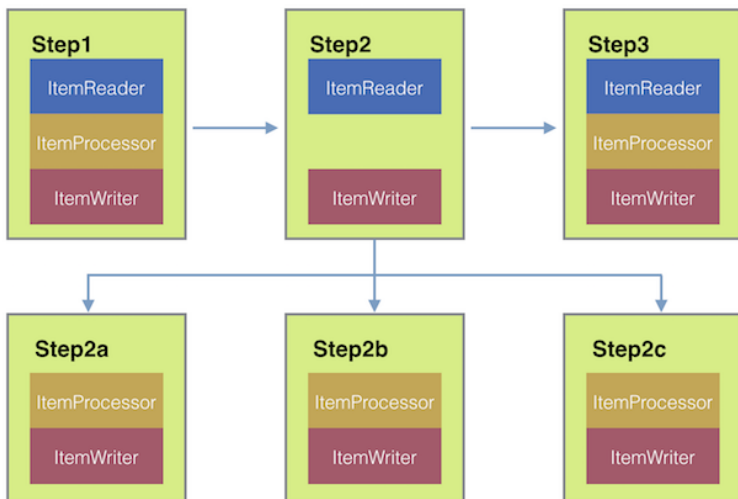 Step1
ItemReader
ItemProcessor
ItemWriter
Step2
ItemReader
ItemWriter
Step3
ItemReader
ItemProcessor
ItemWriter
Step2a
ItemProcessor
ItemWriter
Step2b
ItemProcessor
ItemWriter
Step2c
ItemProcessor
ItemWriter